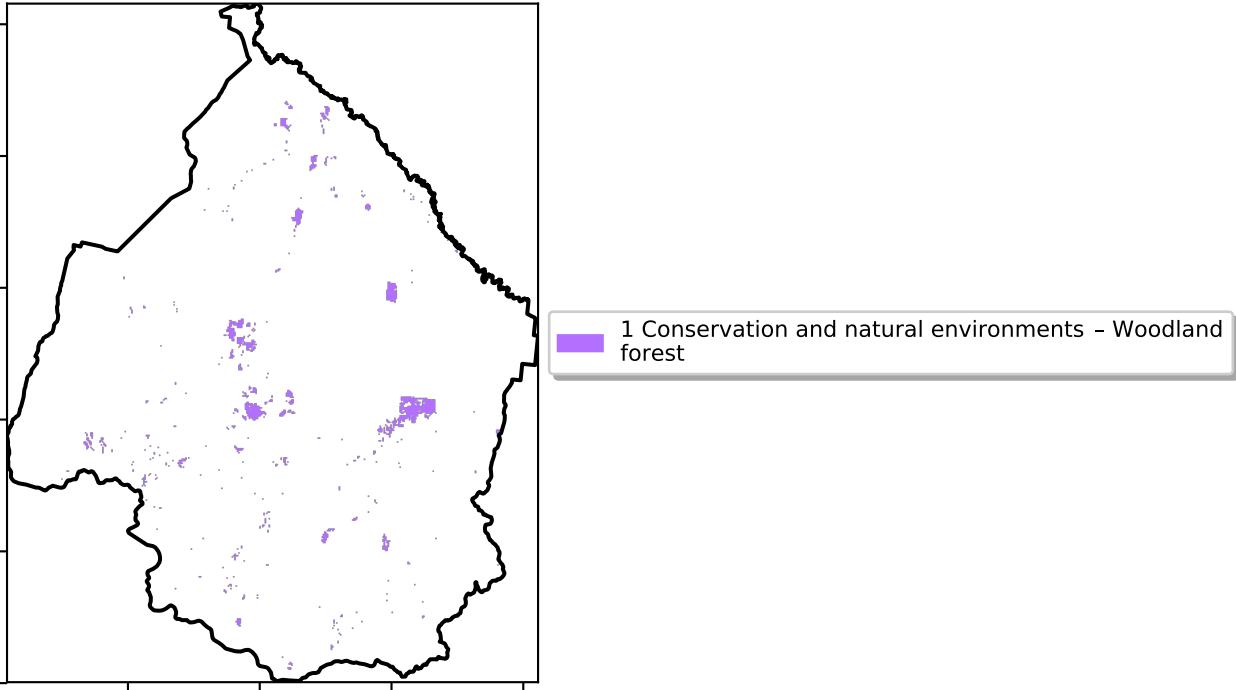 1 Conservation and natural environments – Woodland
forest